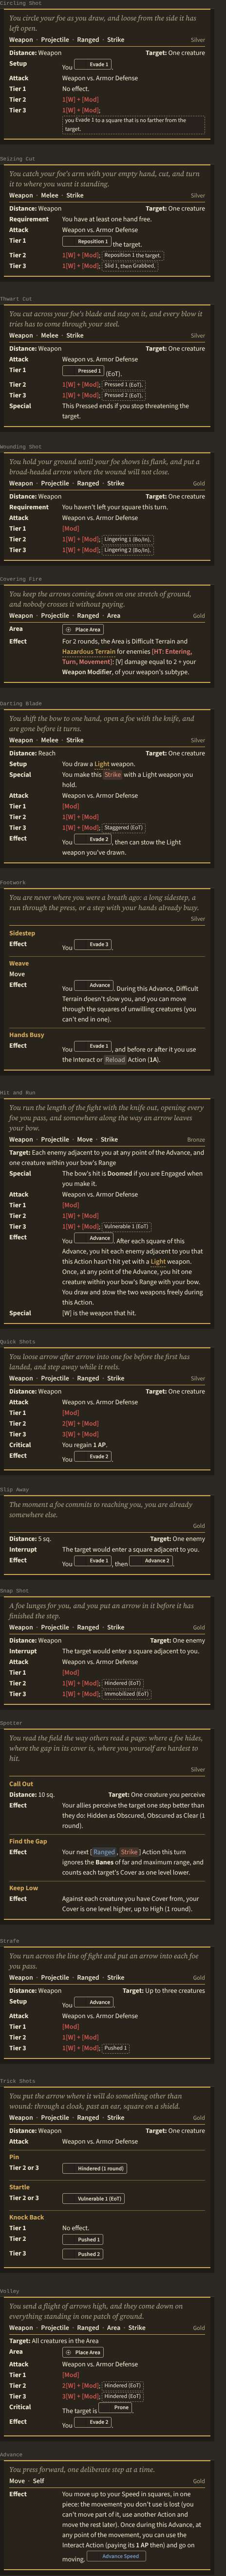 Circling Shot
You circle your foe as you draw, and loose from the side it has
left open.
Weapon · Projectile · Ranged · Strike Silver
Distance: Weapon Target: One creature
Setup You Evade 1.
Attack Weapon vs. Armor Defense
Tier 1 No effect.
Tier 2 1[W] + [Mod]
Tier 3 1[W] + [Mod];
you Evade 1 to a square that is no farther from the
target.
Skiing Cut
You catch your foe's arm with your empty hand, cut, and turn
it to where you want it standing.
Weapon · Melee · Strike Silver
Distance: Weapon Target: One creature
Requirement You have at least one hand free.
Attack Weapon vs. Armor Defense
Tier 1 Reposition 1 the target.
Tier 2 1[W] + [Mod]; Reposition 1 the target.
Tier 3 1[W] + [Mod]; Slid 1, then Grabbed.
Thwart Cut
You cut across your foe's blade and stay on it, and every blow it
tries has to come through your steel.
Weapon · Melee · Strike Silver
Distance: Weapon Target: One creature
Attack Weapon vs. Armor Defense
Tier 1 Pressed 1 (EoT).
Tier 2 1[W] + [Mod]; Pressed 1 (EoT).
Tier 3 1[W] + [Mod]; Pressed 2 (EoT).
Special This Pressed ends if you stop threatening the
target.
Wounding Shot
You hold your ground until your foe shows its flank, and put a
broad-headed arrow where the wound will not close.
Weapon · Projectile · Ranged · Strike Gold
Distance: Weapon Target: One creature
Requirement You haven't left your square this turn.
Attack Weapon vs. Armor Defense
Tier 1 [Mod]
Tier 2 1[W] + [Mod]; Lingering 1 (Bo/In).
Tier 3 1[W] + [Mod]; Lingering 2 (Bo/In).
Covering Fire
You keep the arrows coming down on one stretch of ground,
and nobody crosses it without paying.
Weapon · Projectile · Ranged · Area Gold
Area Place Area
Effect For 2 rounds, the Area is Difficult Terrain and
Hazardous Terrain for enemies [HT: Entering,
Turn, Movement]: [V] damage equal to 2 + your
Weapon Modifier, of your weapon's subtype.
Darting Blade
You shift the bow to one hand, open a foe with the knife, and
are gone before it turns.
Weapon · Melee · Strike
Distance: Reach Target: One creature
Setup You draw a Light weapon.
Special You make this Strike with a Light Weapon you
hold.
Attack Weapon vs. Armor Defense
Tier 1 [Mod]
Tier 2 1[W] + [Mod]
Tier 3 1[W] + [Mod]; Staggered (EoT)
Effect You Evade 2, then can stow the Light
weapon you've drawn.
Footwork
You are never where you were a breath ago: a long sidestep, a
run through the press, or a step with your hands already busy.
Silver
Sidestep
Effect You Evade 3.
Weave
Move
Effect You Advance. During this Advance, Difficult
Terrain doesn't slow you, and you can move
through the squares of unwilling creatures (you
can't end in one).
Hands Busy
Effect You Evade 1, and before or after it you use
the Interact or Reload Action (1A).
Hit and Run
You run the length of the fight with the knife out, opening every
foe you pass, and somewhere along the way an arrow leaves
your bow.
Weapon · Projectile · Move · Strike Bronze
Target: Each enemy adjacent to you at any point of the Advance, and
one creature within your bow's Range
Special The bow's hit is Doomed if you are Engaged when
you make it.
Attack Weapon vs. Armor Defense
Tier 1 [Mod]
Tier 2 1[W] + [Mod]
Tier 3 1[W] + [Mod]; Vulnerable 1 (EoT)
Effect You Advance. After each square of this
Advance, you hit each enemy adjacent to you that
this Action hasn't hit yet with a Light weapon.
Once, at any point of the Advance, you hit one
creature within your bow's Range with your bow.
You draw and stow the two weapons freely during
this Action.
Special [W] is the weapon that hit.
Quick Shots
You loose arrow after arrow into one foe before the first has
landed, and step away while it reels.
Weapon · Projectile · Ranged · Strike Silver
Distance: Weapon Target: One creature
Attack Weapon vs. Armor Defense
Tier 1 [Mod]
Tier 2 2[W] + [Mod]
Tier 3 3[W] + [Mod]
Critical You regain 1 AP.
Effect You Evade 2.
Slip Away
The moment a foe commits to reaching you, you are already
somewhere else.
Gold
Distance: 5 sq. Target: One enemy
Interrupt The target would enter a square adjacent to you.
Effect You Evade 1, then Advance 2.
Snap Shot
A foe lunges for you, and you put an arrow in it before it has
finished the step.
Weapon · Projectile · Ranged · Strike Gold
Distance: Weapon Target: One enemy
Interrupt The target would enter a square adjacent to you.
Attack Weapon vs. Armor Defense
Tier 1 [Mod]
Tier 2 1[W] + [Mod]; Hindered (EoT)
Tier 3 1[W] + [Mod]; Immobilized (EoT)
Spotter
You read the field the way others read a page: where a foe hides,
where the gap in its cover is, where you yourself are hardest to
hit.
Silver
Call Out
Distance: 10 sq. Target: One creature you perceive
Effect Your allies perceive the target one step better than
they do: Hidden as Obscured, Obscured as Clear (1
round).
Find the Gap
Effect Your next [Ranged, Strike] Action this turn
ignores the Banes of far and maximum range, and
counts each target's Cover as one level lower.
Keep Low
Effect Against each creature you have Cover from, your
Cover is one level higher, up to High (1 round).
Strafe
You run across the line of fight and put an arrow into each foe
you pass.
Weapon · Projectile · Ranged · Strike Gold
Distance: Weapon Target: Up to three creatures
Setup You Advance.
Attack Weapon vs. Armor Defense
Tier 1 [Mod]
Tier 2 1[W] + [Mod]
Tier 3 1[W] + [Mod]; Pushed 1
Trick Shots
You put the arrow where it will do something other than
wound: through a cloak, past an ear, square on a shield.
Weapon · Projectile · Ranged · Strike Gold
Distance: Weapon Target: One creature
Attack Weapon vs. Armor Defense
Pin
Tier 2 or 3 Hindered (1 round)
Startle
Tier 2 or 3 Vulnerable 1 (EoT)
Knock Back
Tier 1 No effect.
Tier 2 Pushed 1
Tier 3 Pushed 2
Volley
You send a flight of arrows high, and they come down on
everything standing in one patch of ground.
Weapon · Projectile · Ranged · Area · Strike Gold
Target: All creatures in the Area
Area Place Area
Attack Weapon vs. Armor Defense
Tier 1 [Mod]
Tier 2 2[W] + [Mod]; Hindered (EoT)
Tier 3 3[W] + [Mod]; Hindered (EoT)
Critical The target is Prone.
Effect You Evade 2.
Advance
You press forward, one deliberate step at a time.
Move · Self Gold
Effect You move up to your Speed in squares, in one
piece: the movement you don't use is lost (you
can't move part of it, use another Action and
move the rest later). Once during this Advance, at
any point of the movement, you can use the
Interact Action (paying its 1 AP then) and go on
moving. Advance Speed